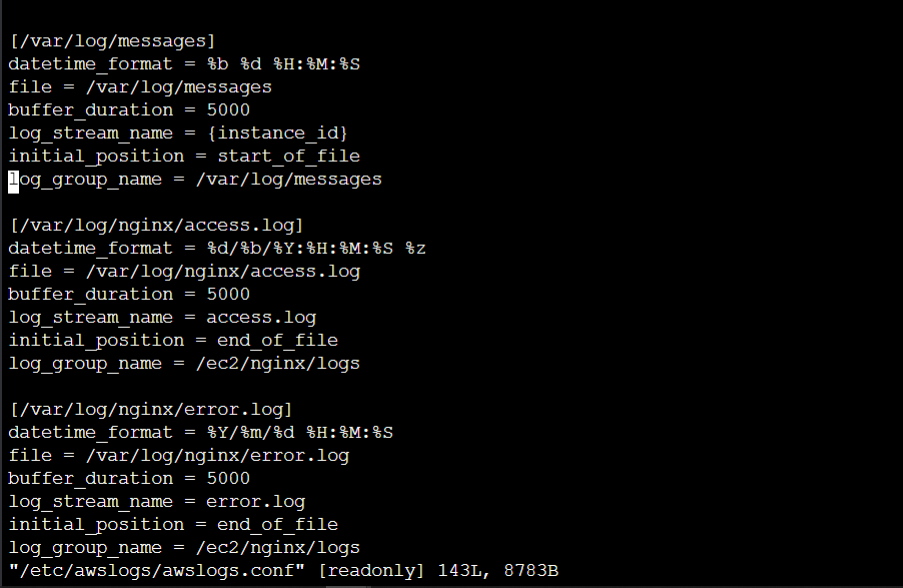 [/var/log/messages]
datetime_format = %b %d %H:%M:%S
file = /var/log/messages
buffer_duration = 5000
log_stream_name = {instance_id}
initial_position = start_of_file
log_group_name = /var/log/messages
[/var/log/nginx/access.log]
datetime_format = %d/%b/%Y:%H:%M:%S %z
file = /var/log/nginx/access.log
buffer_duration = 5000
log_stream_name = access.log
initial_position = end_of_file
log_group_name = /ec2/nginx/logs
[/var/log/nginx/error.log]
datetime_format = %Y/%m/%d %H:%M:%S
file = /var/log/nginx/error.log
buffer_duration = 5000
log_stream_name = error.log
initial_position = end_of_file
log_group_name = /ec2/nginx/logs
"/etc/awslogs/awslogs.conf" [readonly] 143L, 8783B